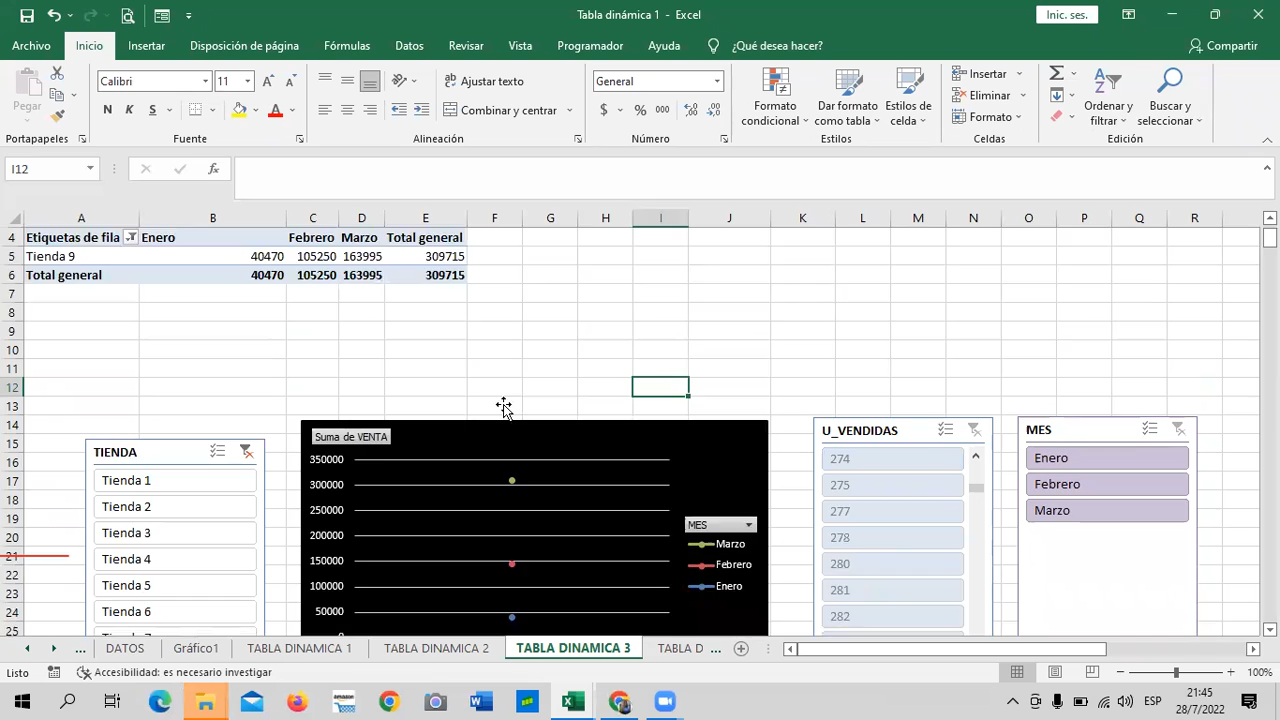 Tabla dinámica 1 - Excel
Inic. ses.
Archivo Inicio Insertar Disposición de página Fórmulas Datos Revisar Vista Programador Ayuda ¿Qué desea hacer? Compartir
Pegar
Calibri 11
N K S
Ajustar texto
Combinar y centrar
General
$ % 000
Formato condicional
Dar formato como tabla
Estilos de celda
Insertar
Eliminar
Formato
Ordenar y filtrar
Buscar y seleccionar
Portapapeles Fuente Alineación Número Estilos Celdas Edición
I12
fx
A B C D E F G H I J K L M N O P Q R
4 Etiquetas de fila Enero Febrero Marzo Total general
5 Tienda 9 40470 105250 163995 309715
6 Total general 40470 105250 163995 309715
7
8
9
10
11
12
13
14
15
16
17
18
19
20
21
22
23
24
25
TIENDA
Tienda 1
Tienda 2
Tienda 3
Tienda 4
Tienda 5
Tienda 6
Suma de VENTA
350000
300000
250000
200000
150000
100000
50000
MES
Marzo
Febrero
Enero
U_VENDIDAS
274
275
277
278
280
281
282
MES
Enero
Febrero
Marzo
... DATOS Gráfico1 TABLA DINAMICA 1 TABLA DINAMICA 2 TABLA DINAMICA 3 TABLA D ...
Listo Accesibilidad: es necesario investigar 100%
ESP
21:45
28/7/2022